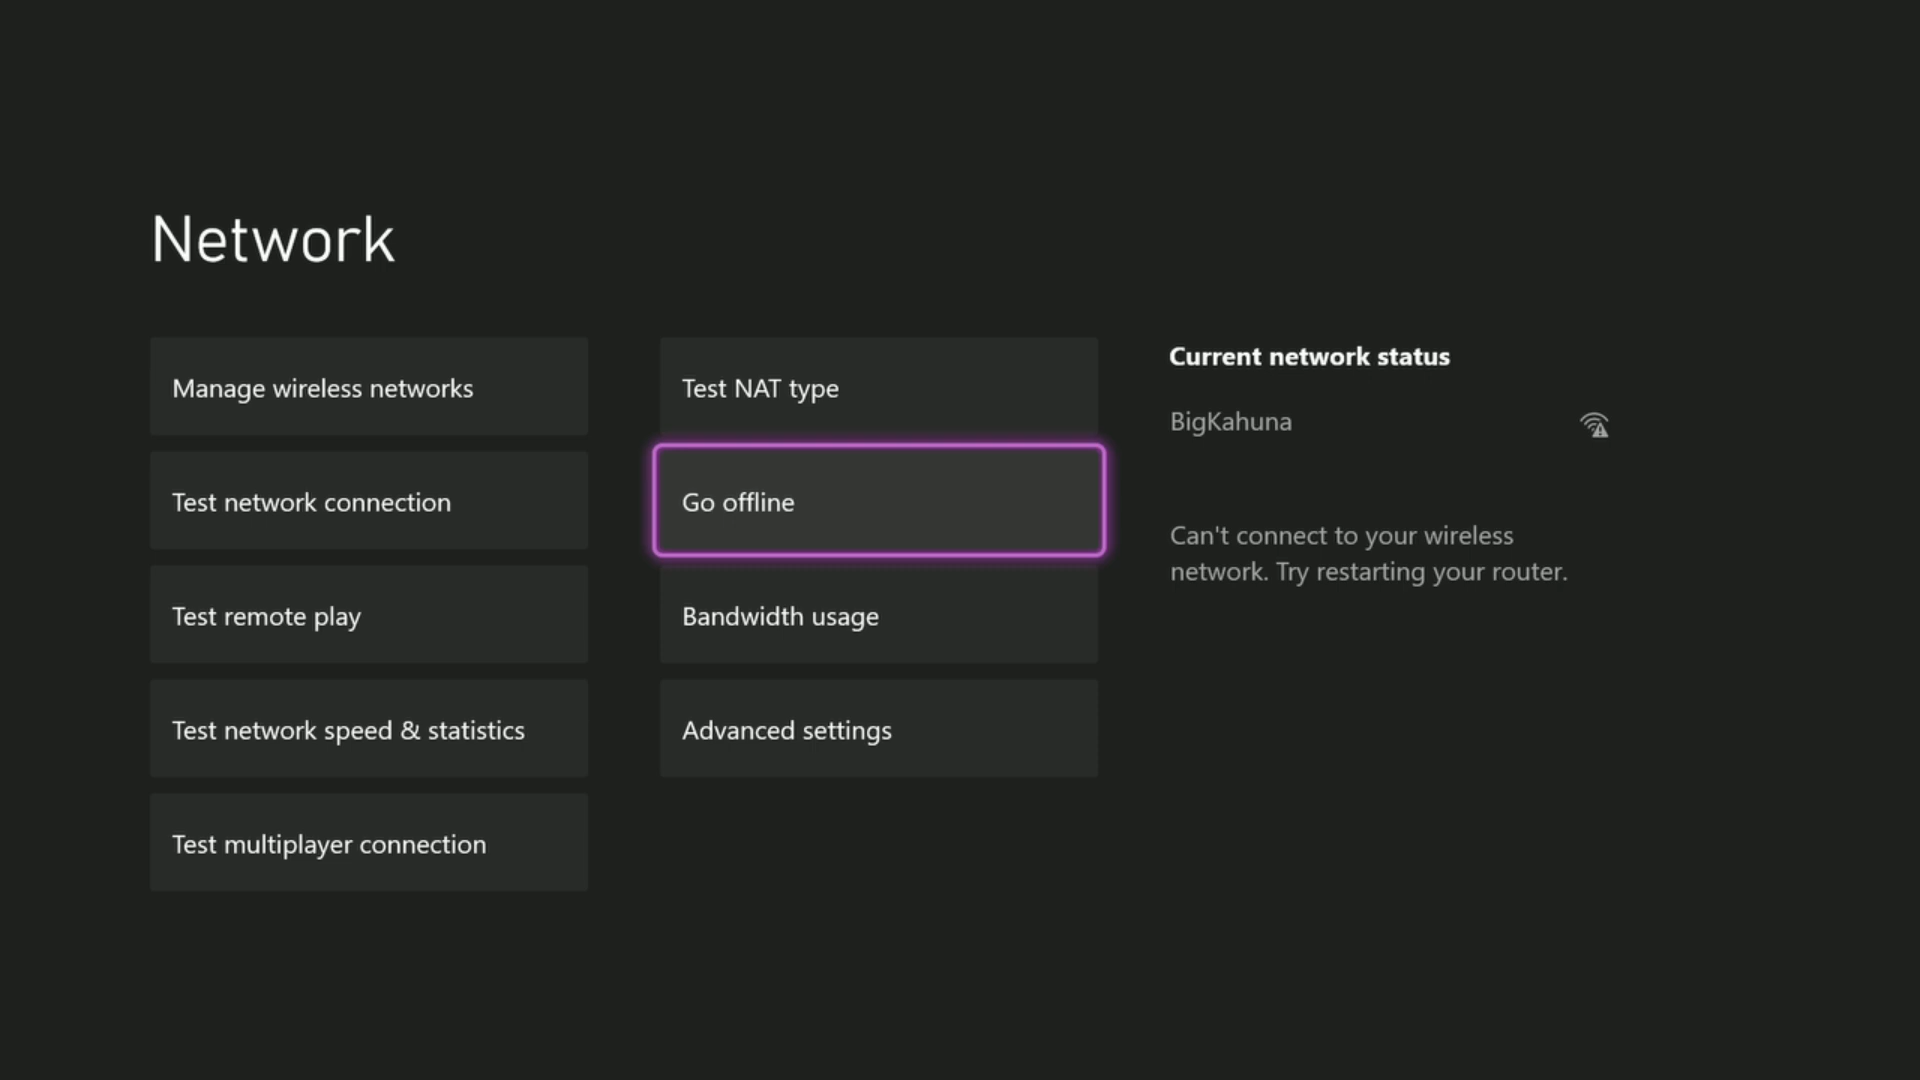 Network
Manage wireless networks
Test network connection
Test remote play
Test network speed & statistics
Test multiplayer connection
Test NAT type
Go offline
Bandwidth usage
Advanced settings
Current network status
BigKahuna
Can't connect to your wireless
network. Try restarting your router.